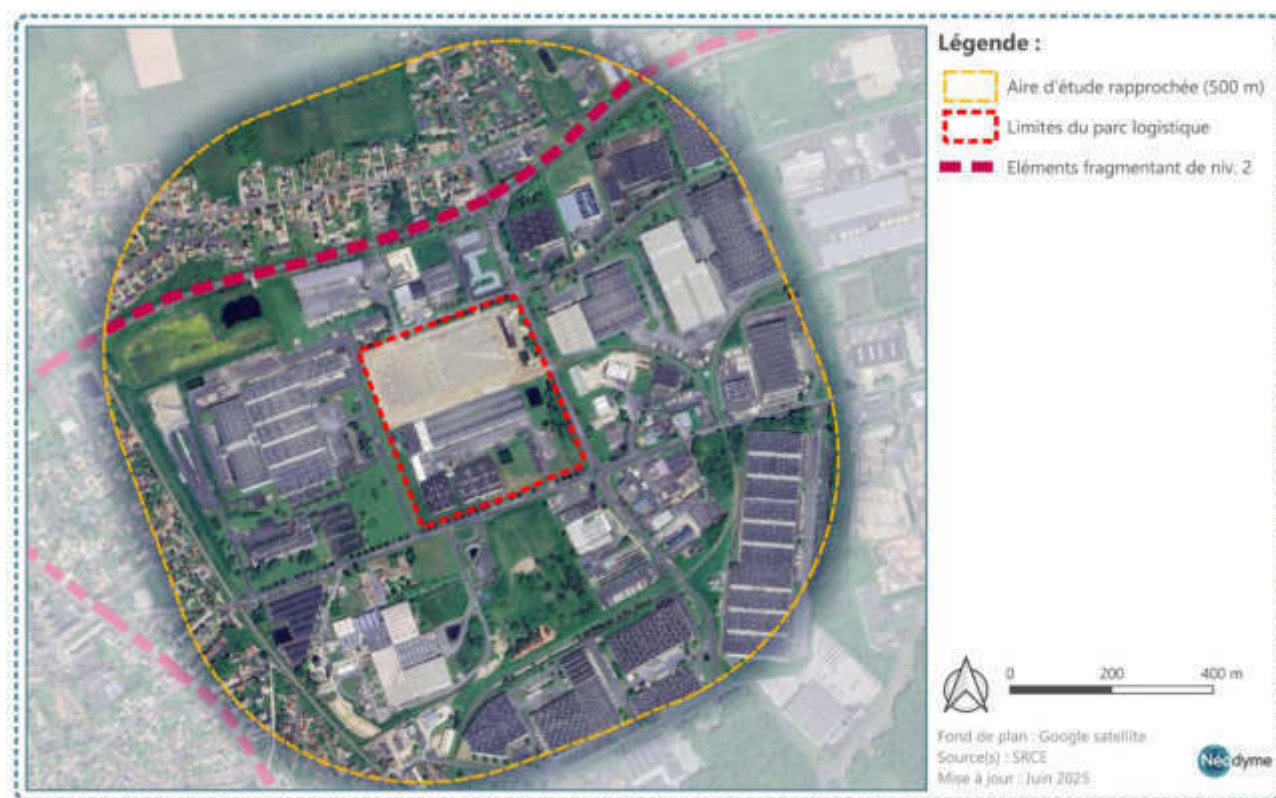 Légende :
Aire d'étude rapprochée (500 m)
Limites du parc logistique
Eléments fragmentant de niv. 2
0 200 400 m
Fond de plan : Google satellite
Source(s) : SRCE
Mise à jour : Juin 2025
Néodyme